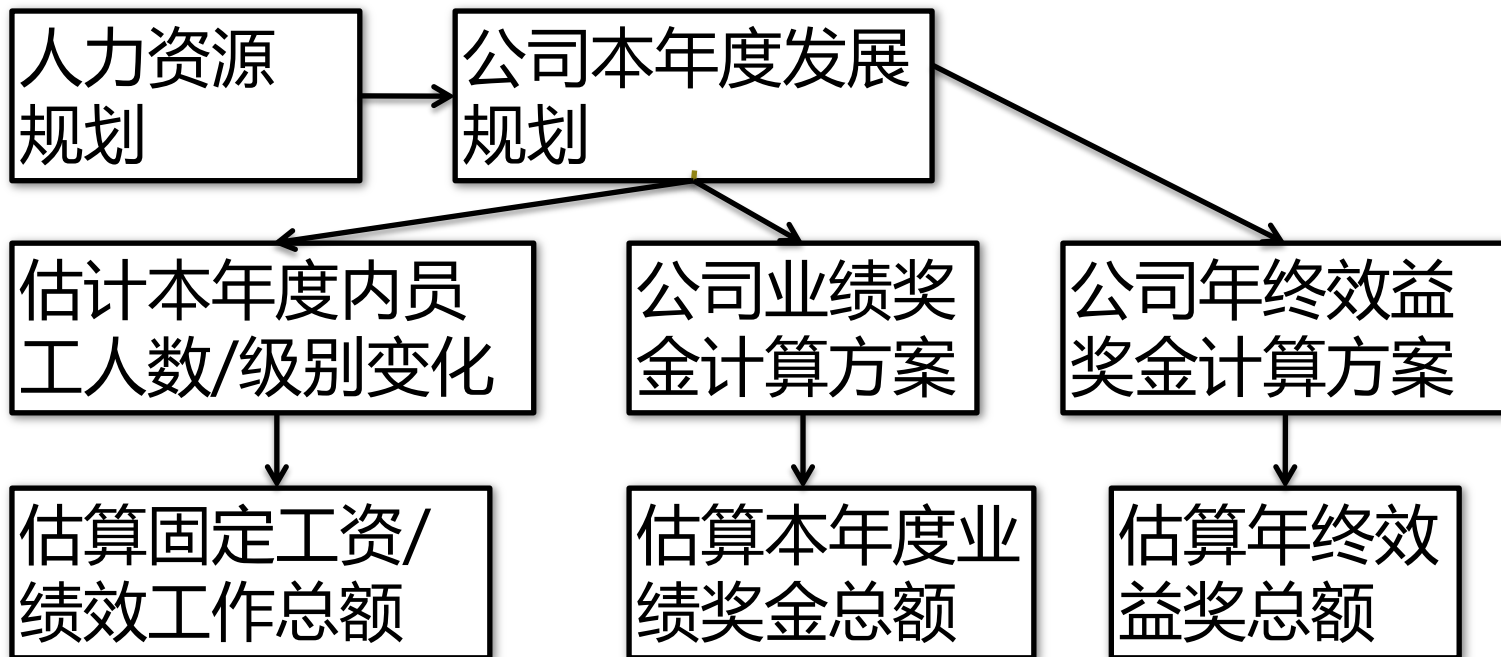 人力资源
规划
公司本年度发展
规划
估计本年度内员
工人数/级别变化
公司业绩奖
金计算方案
公司年终效益
奖金计算方案
估算固定工资/
绩效工作总额
估算本年度业
绩奖金总额
估算年终效
益奖总额